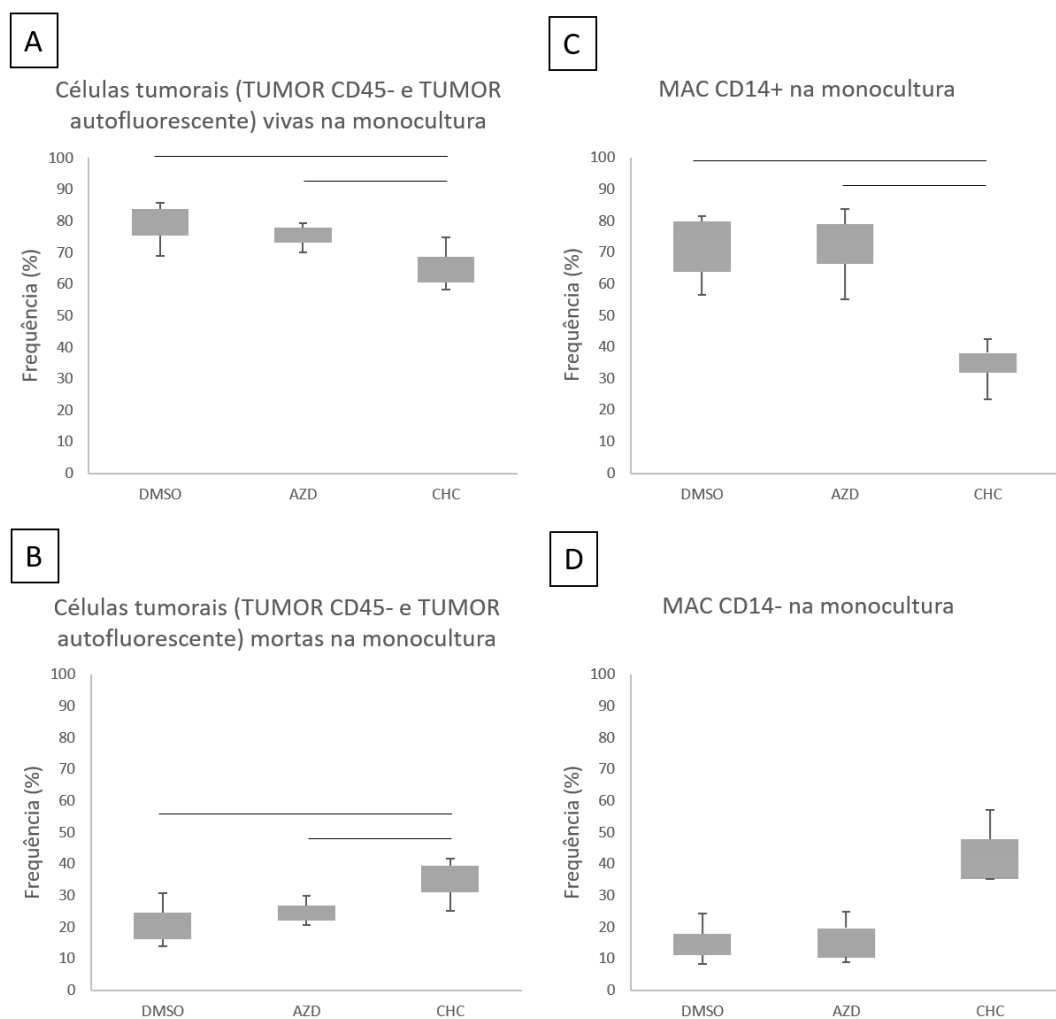 A
Células tumorais (TUMOR CD45- e TUMOR
autofluorescente) vivas na monocultura
Frequência (%)
100
90
80
70
60
50
40
30
20
10
0
DMSO AZD CHC
C
MAC CD14+ na monocultura
Frequência (%)
100
90
80
70
60
50
40
30
20
10
0
DMSO AZD CHC
B
Células tumorais (TUMOR CD45- e TUMOR
autofluorescente) mortas na monocultura
Frequência (%)
100
90
80
70
60
50
40
30
20
10
0
DMSO AZD CHC
D
MAC CD14- na monocultura
Frequência (%)
100
90
80
70
60
50
40
30
20
10
0
DMSO AZD CHC